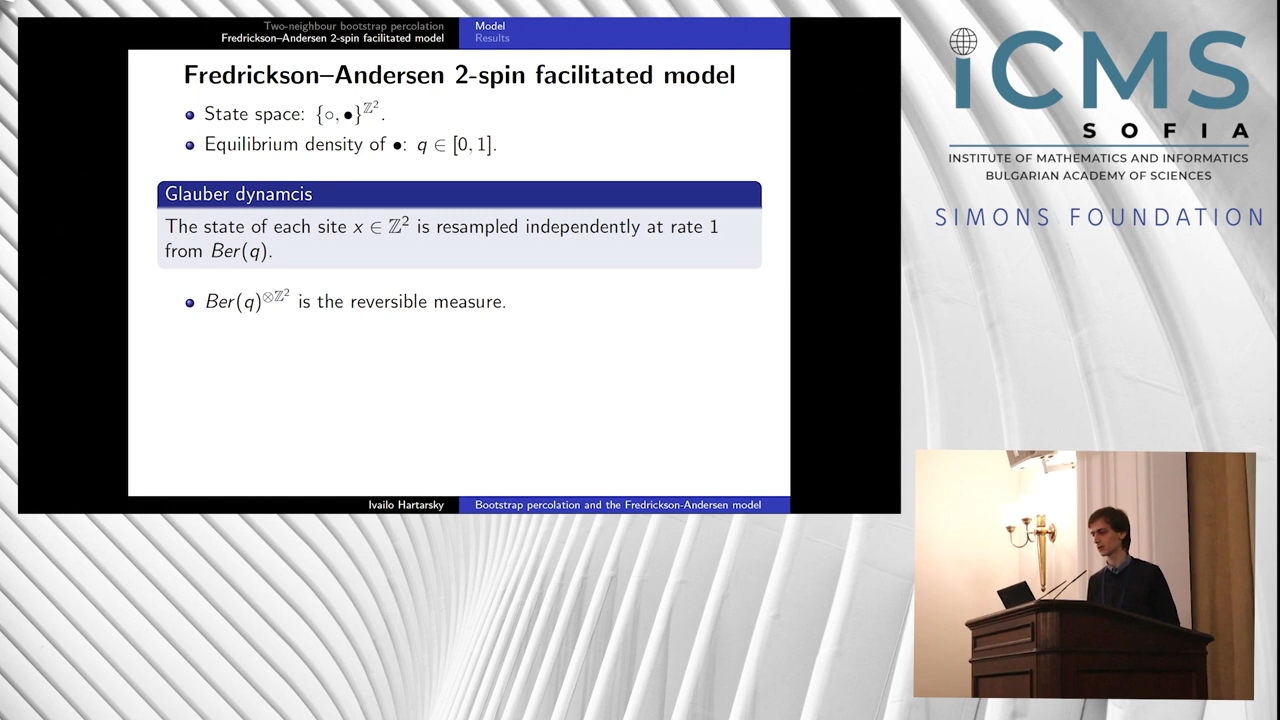 Two-neighbour bootstrap percolation
Fredrickson–Andersen 2-spin facilitated model
Model
Results
Fredrickson–Andersen 2-spin facilitated model
State space: {○, •}^ℤ².
Equilibrium density of •: q ∈ [0, 1].
Glauber dynamcis
The state of each site x ∈ ℤ² is resampled independently at rate 1
from Ber(q).
Ber(q)^⊗ℤ² is the reversible measure.
Ivailo Hartarsky
Bootstrap percolation and the Fredrickson-Andersen model
iCMS
SOFIA
INSTITUTE OF MATHEMATICS AND INFORMATICS
BULGARIAN ACADEMY OF SCIENCES
SIMONS FOUNDATION